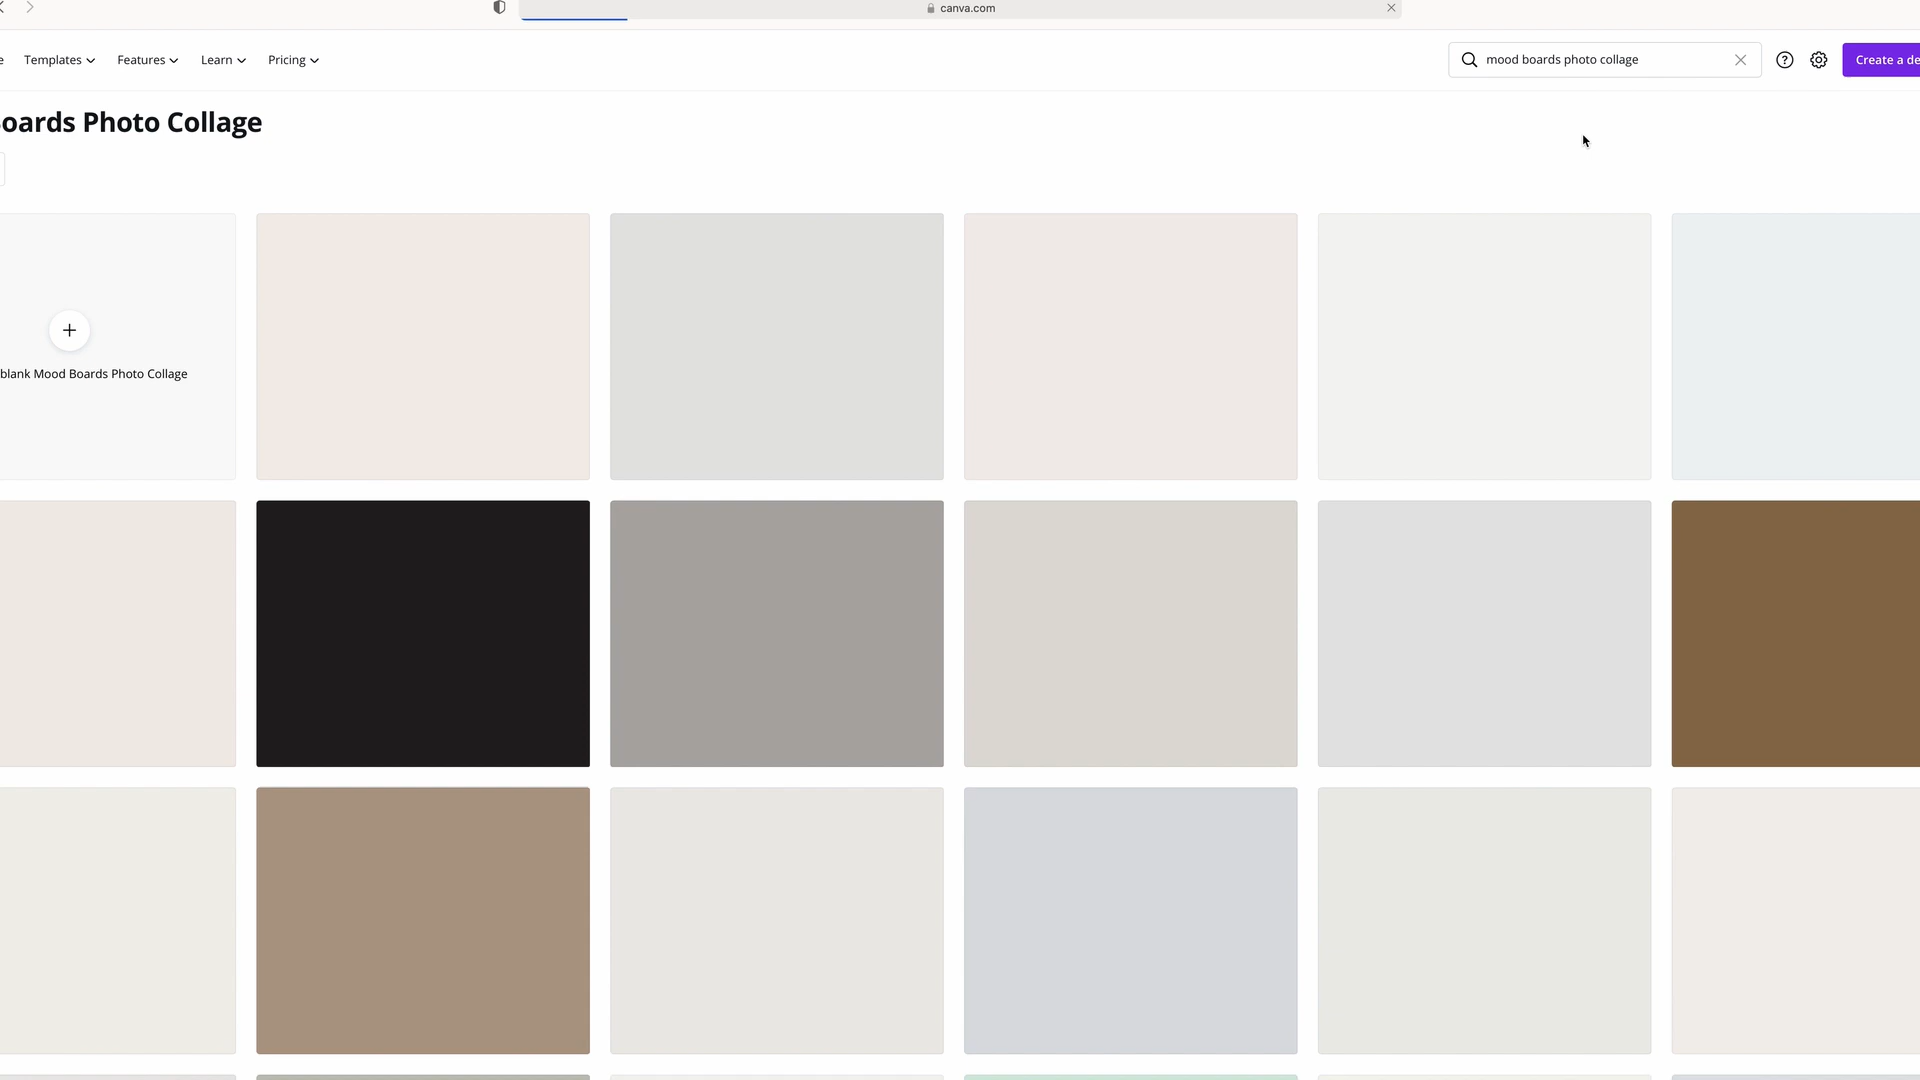 canva.com
e Templates Features Learn Pricing
mood boards photo collage
Create a de
oards Photo Collage
blank Mood Boards Photo Collage